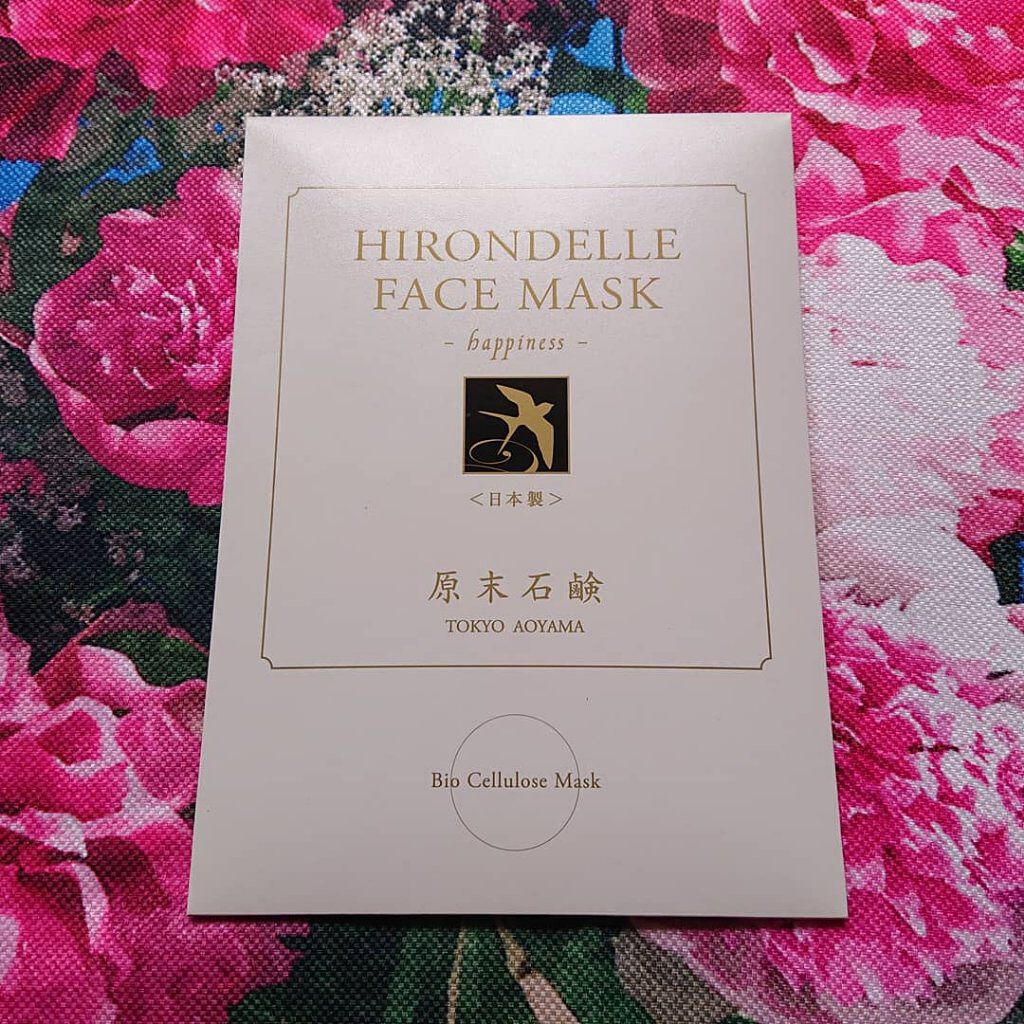 HIRONDELLE
FACE MASK
- happiness -
＜日本製＞
原末石鹸
TOKYO AOYAMA
Bio Cellulose Mask